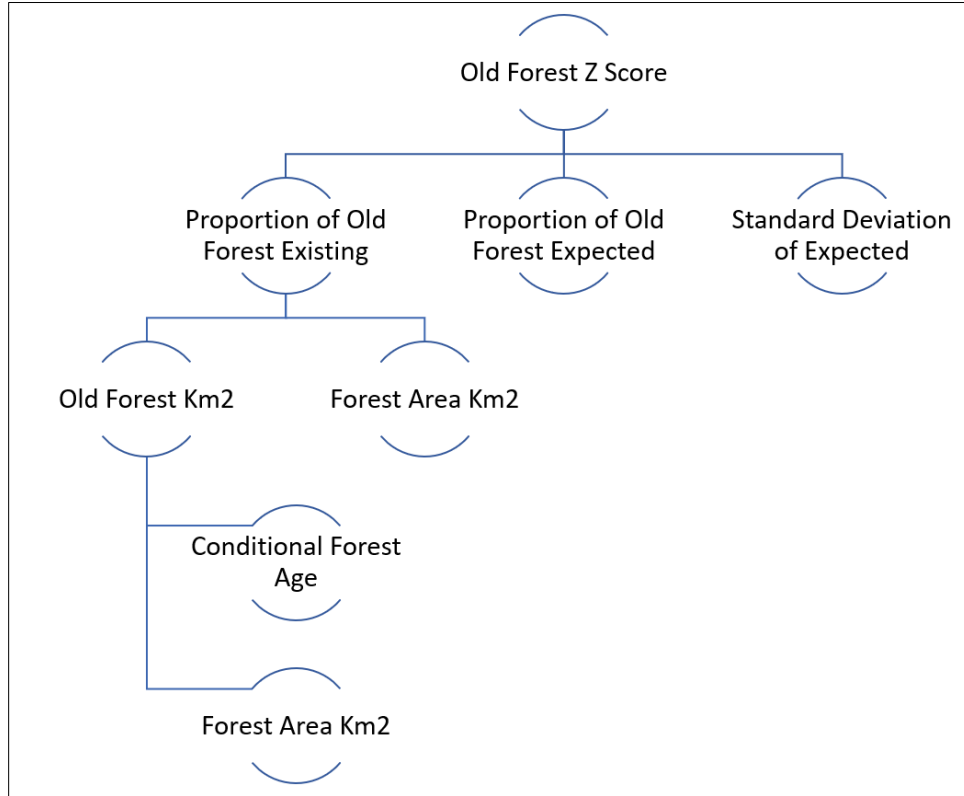 Old Forest Z Score
Proportion of Old
Forest Existing
Proportion of Old
Forest Expected
Standard Deviation
of Expected
Old Forest Km2
Forest Area Km2
Conditional Forest
Age
Forest Area Km2